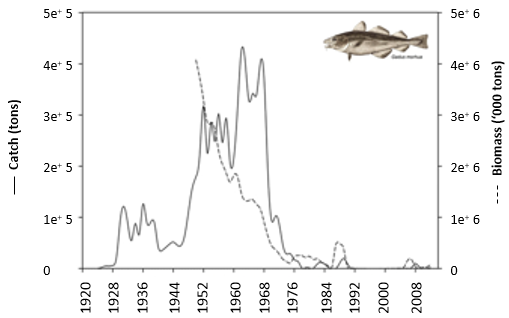 5e⁺ 5
4e⁺ 5
3e⁺ 5
2e⁺ 5
1e⁺ 5
0
Catch (tons)
5e⁺ 6
4e⁺ 6
3e⁺ 6
2e⁺ 6
1e⁺ 6
0
Biomass ('000 tons)
Gadus morhua
1920
1928
1936
1944
1952
1960
1968
1976
1984
1992
2000
2008